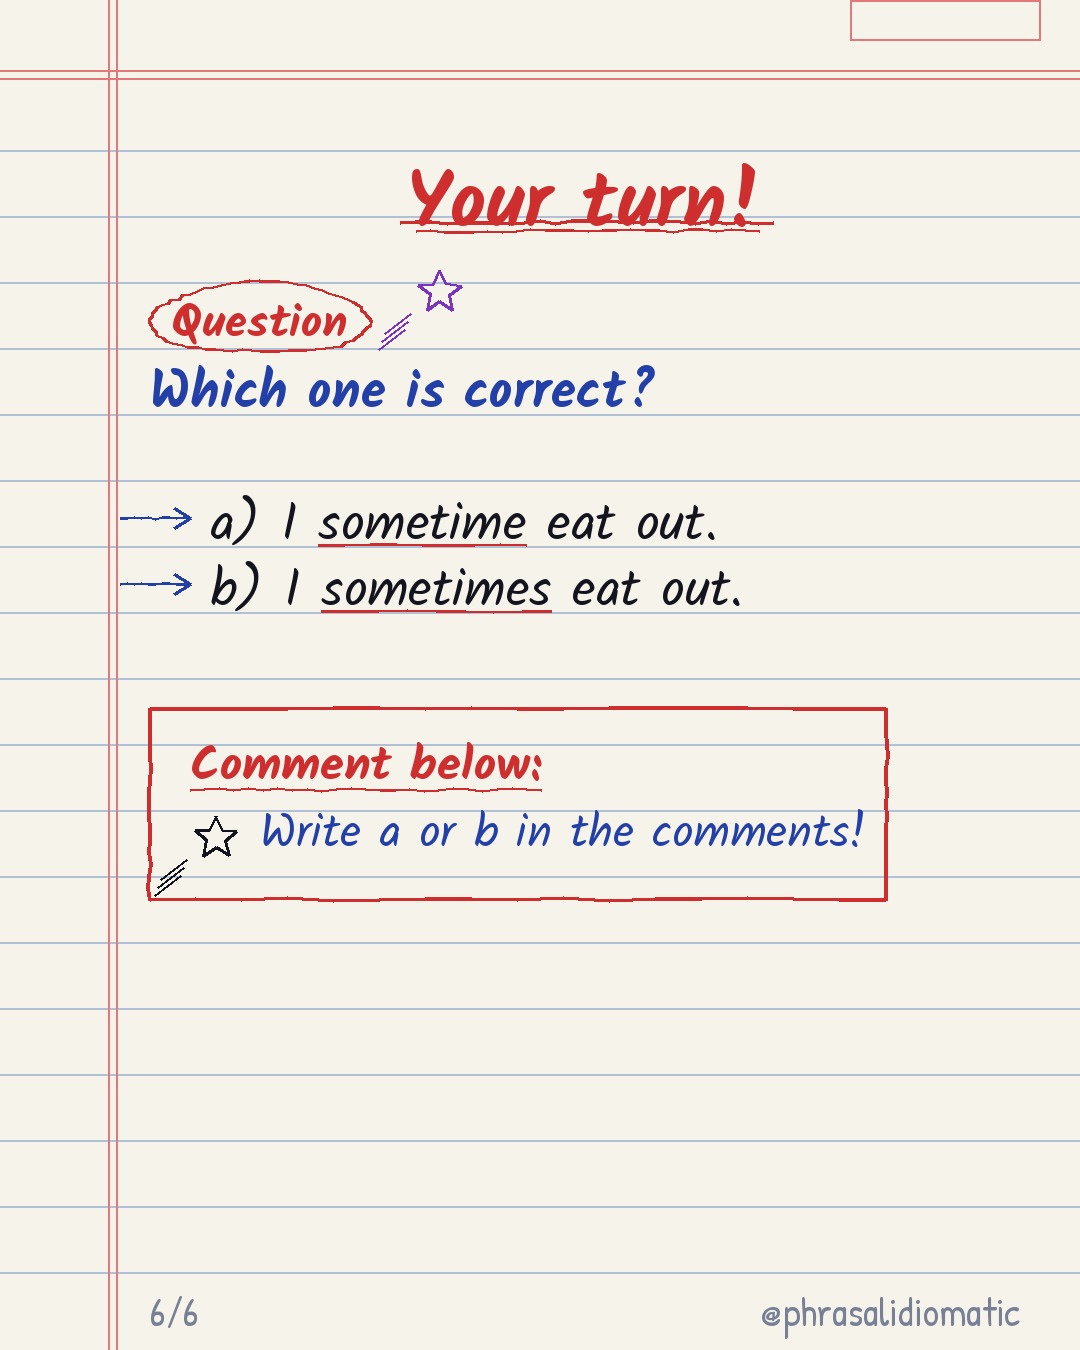 Your turn!
Question
Which one is correct?
a) I sometime eat out.
b) I sometimes eat out.
Comment below:
Write a or b in the comments!
6/6
@phrasalidiomatic